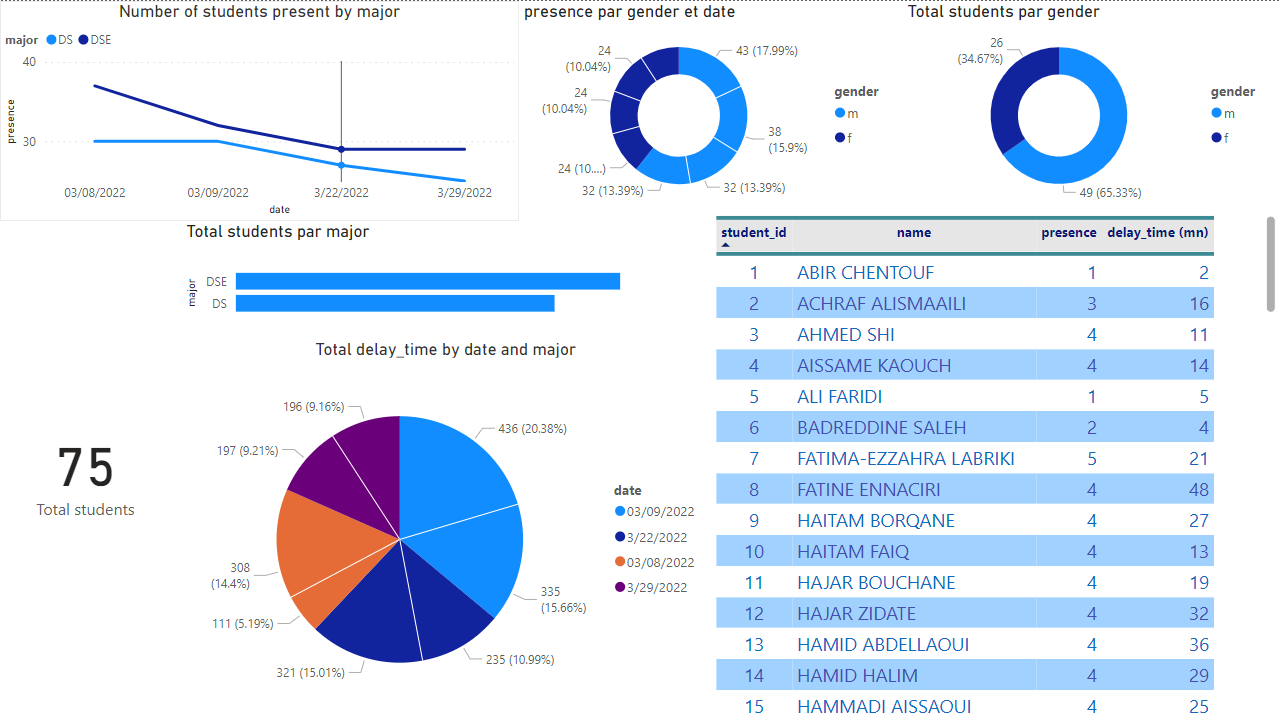 Number of students present by major
major DS DSE
40
30
presence
03/08/2022 03/09/2022 3/22/2022 3/29/2022
date
presence par gender et date
24
(10.04%)
43 (17.99%)
24
(10.04%)
38
(15.9%)
24 (10....)
32 (13.39%)
32 (13.39%)
gender
m
f
Total students par gender
26
(34.67%)
49 (65.33%)
gender
m
f
Total students par major
major
DSE
DS
Total delay_time by date and major
196 (9.16%)
436 (20.38%)
197 (9.21%)
308
(14.4%)
335
(15.66%)
111 (5.19%)
321 (15.01%)
235 (10.99%)
date
03/09/2022
3/22/2022
03/08/2022
3/29/2022
75
Total students
student_id name presence delay_time (mn)
1 ABIR CHENTOUF 1 2
2 ACHRAF ALISMAAILI 3 16
3 AHMED SHI 4 11
4 AISSAME KAOUCH 4 14
5 ALI FARIDI 1 5
6 BADREDDINE SALEH 2 4
7 FATIMA-EZZAHRA LABRIKI 5 21
8 FATINE ENNACIRI 4 48
9 HAITAM BORQANE 4 27
10 HAITAM FAIQ 4 13
11 HAJAR BOUCHANE 4 19
12 HAJAR ZIDATE 4 32
13 HAMID ABDELLAOUI 4 36
14 HAMID HALIM 4 29
15 HAMMADI AISSAOUI 4 25